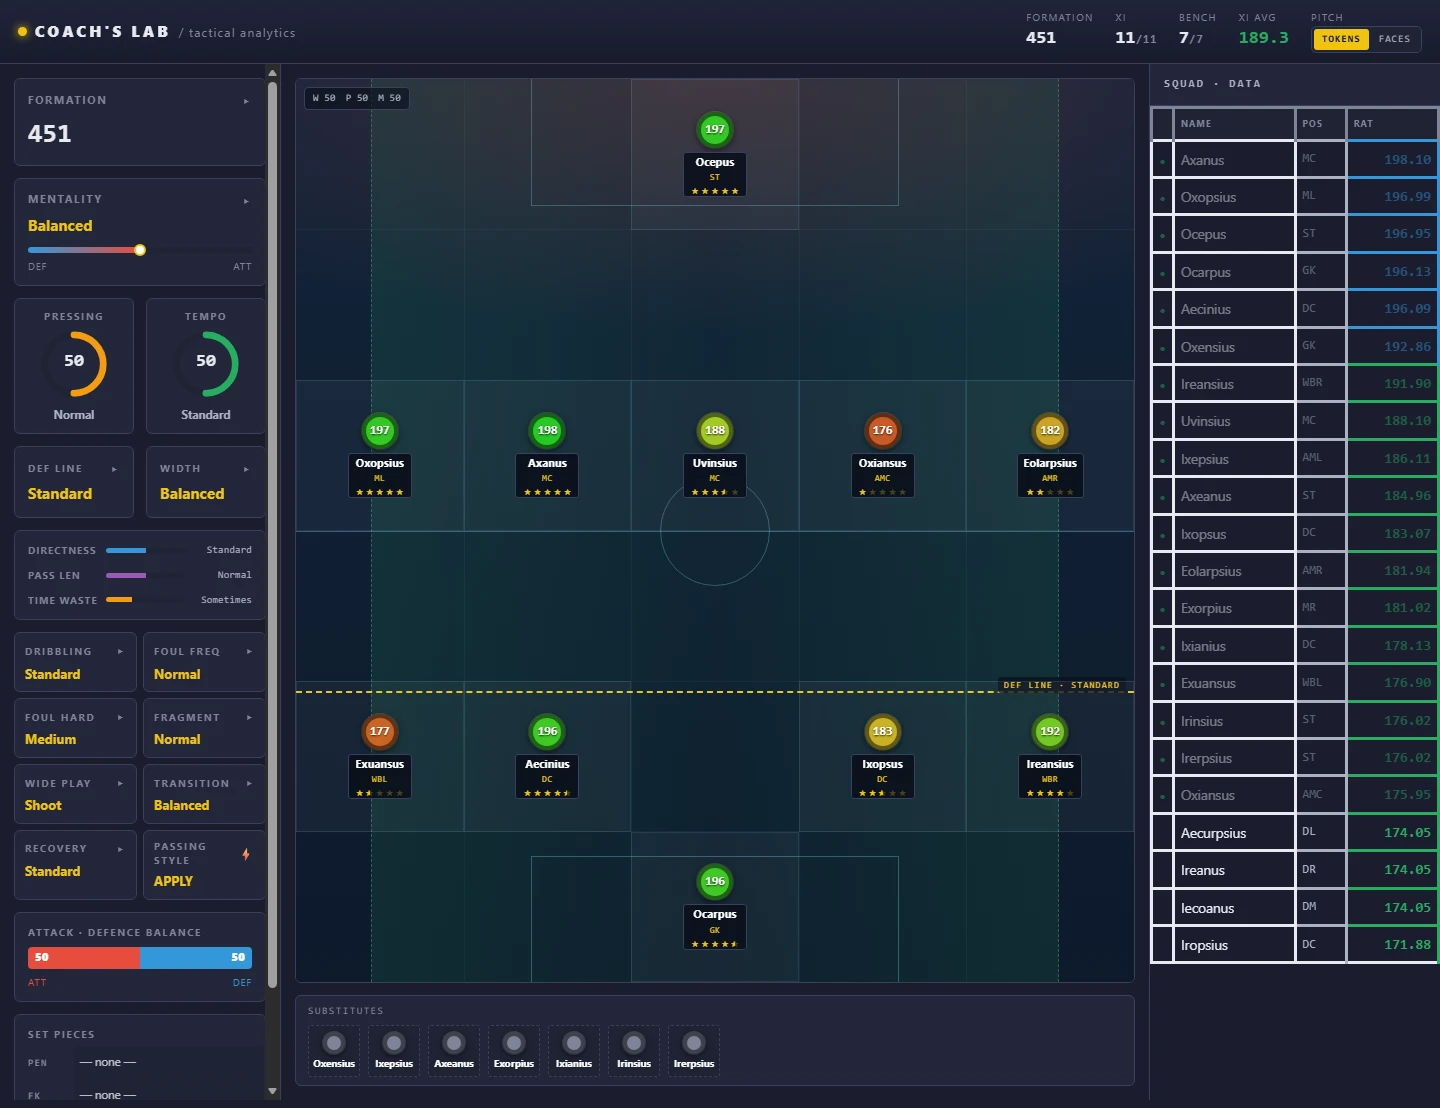 COACH'S LAB / tactical analytics
FORMATION
451
XI
11/11
BENCH
7/7
XI AVG
189.3
PITCH
TOKENS FACES
FORMATION
451
MENTALITY
Balanced
DEF ATT
PRESSING
50
Normal
TEMPO
50
Standard
DEF LINE
Standard
WIDTH
Balanced
DIRECTNESS Standard
PASS LEN Normal
TIME WASTE Sometimes
DRIBBLING
Standard
FOUL FREQ
Normal
FOUL HARD
Medium
FRAGMENT
Normal
WIDE PLAY
Shoot
TRANSITION
Balanced
RECOVERY
Standard
PASSING
STYLE
APPLY
ATTACK · DEFENCE BALANCE
50 50
ATT DEF
SET PIECES
PEN — none —
FK — none —
W 50 P 50 M 50
197
Ocepus
ST
197
Oxopsius
ML
198
Axanus
MC
188
Uvinsius
MC
176
Oxiansus
AMC
182
Eolarpsius
AMR
DEF LINE · STANDARD
177
Exuansus
WBL
196
Aecinius
DC
183
Ixopsus
DC
192
Ireansius
WBR
196
Ocarpus
GK
SUBSTITUTES
Oxensius
Ixepsius
Axeanus
Exorpius
Ixianius
Irinsius
Irerpsius
SQUAD · DATA
NAME POS RAT
Axanus MC 198.10
Oxopsius ML 196.99
Ocepus ST 196.95
Ocarpus GK 196.13
Aecinius DC 196.09
Oxensius GK 192.86
Ireansius WBR 191.90
Uvinsius MC 188.10
Ixepsius AML 186.11
Axeanus ST 184.96
Ixopsus DC 183.07
Eolarpsius AMR 181.94
Exorpius MR 181.02
Ixianius DC 178.13
Exuansus WBL 176.90
Irinsius ST 176.02
Irerpsius ST 176.02
Oxiansus AMC 175.95
Aecurpsius DL 174.05
Ireanus DR 174.05
Iecoanus DM 174.05
Iropsius DC 171.88